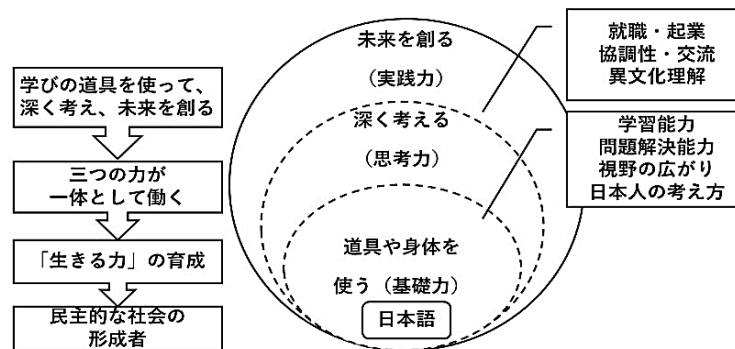 学びの道具を使って、
深く考え、未来を創る
三つの力が
一体として働く
「生きる力」の育成
民主的な社会の
形成者
未来を創る
（実践力）
深く考える
（思考力）
道具や身体を
使う（基礎力）
日本語
就職・起業
協調性・交流
異文化理解
学習能力
問題解決能力
視野の広がり
日本人の考え方